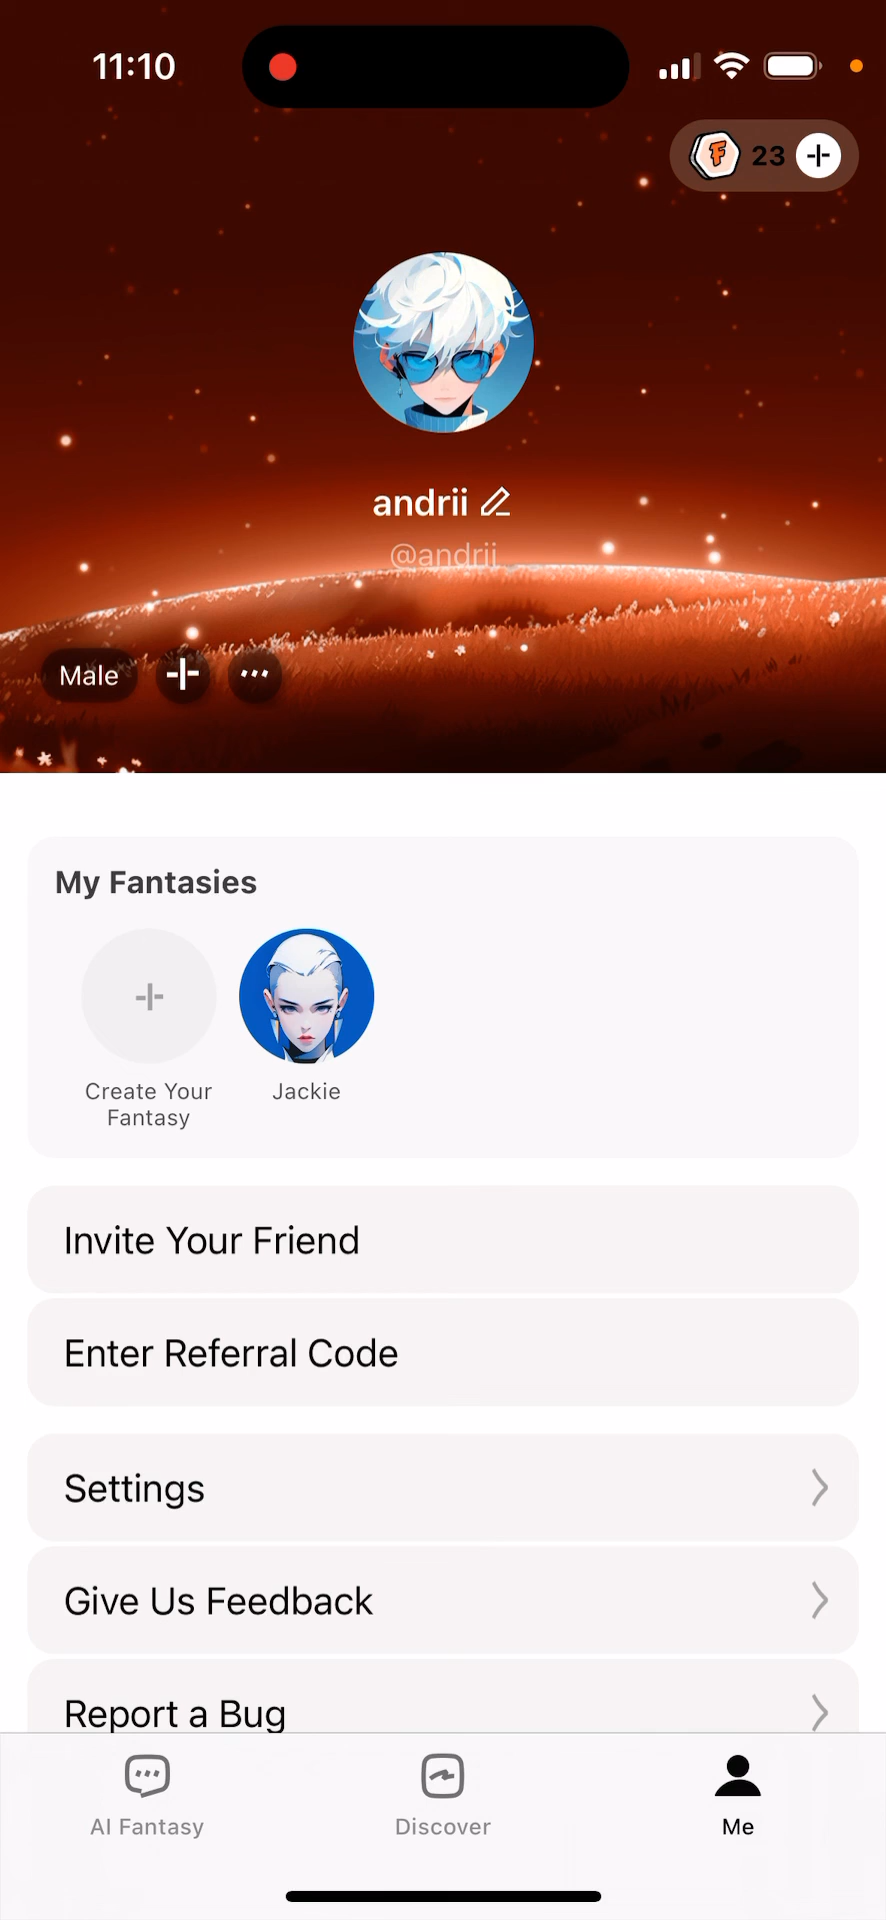 11:10
F 23
andrii
@andrii
Male
My Fantasies
Create Your
Fantasy
Jackie
Invite Your Friend
Enter Referral Code
Settings
Give Us Feedback
Report a Bug
AI Fantasy
Discover
Me